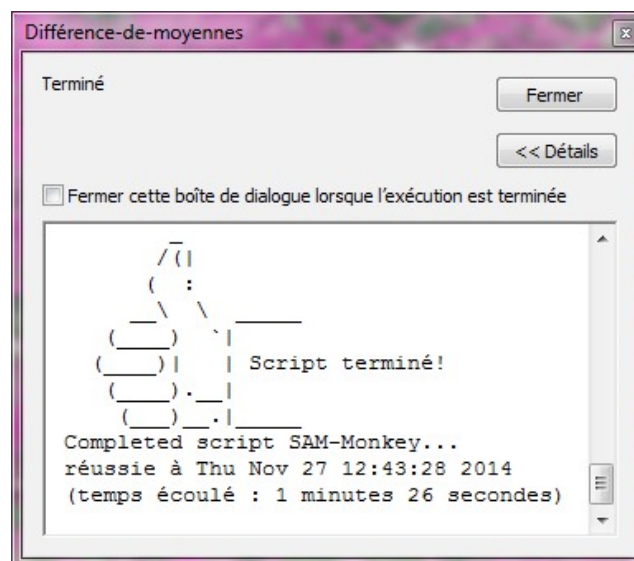 Différence-de-moyennes
Terminé
Fermer
<< Détails
Fermer cette boîte de dialogue lorsque l'exécution est terminée
Script terminé!
Completed script SAM-Monkey...
réussie à Thu Nov 27 12:43:28 2014
(temps écoulé : 1 minutes 26 secondes)